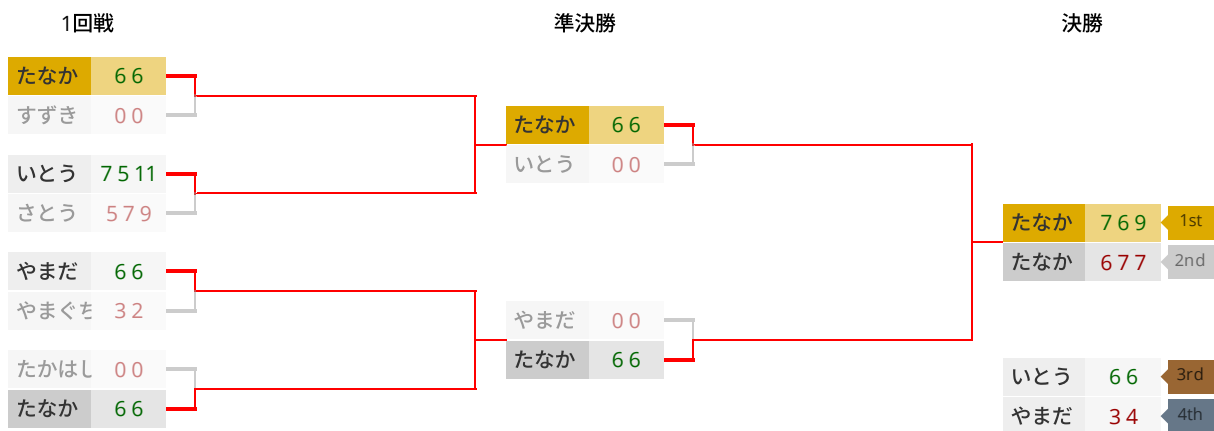 1回戦
準決勝
決勝
たなか 6 6
すずき 0 0
いとう 7 5 11
さとう 5 7 9
やまだ 6 6
やまぐち 3 2
たかはし 0 0
たなか 6 6
たなか 6 6
いとう 0 0
やまだ 0 0
たなか 6 6
たなか 7 6 9 1st
たなか 6 7 7 2nd
いとう 6 6 3rd
やまだ 3 4 4th